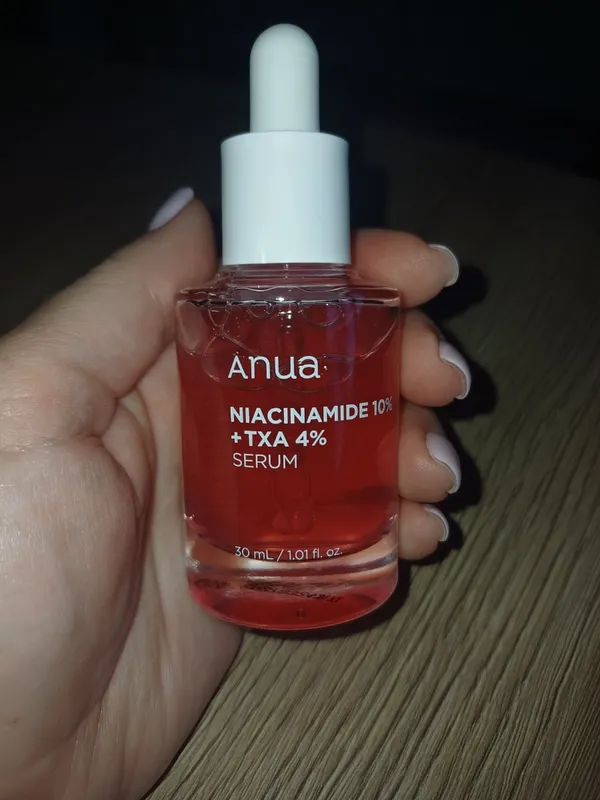 Anua
NIACINAMIDE 10%
+TXA 4%
SERUM
30 mL / 1.01 fl. oz.